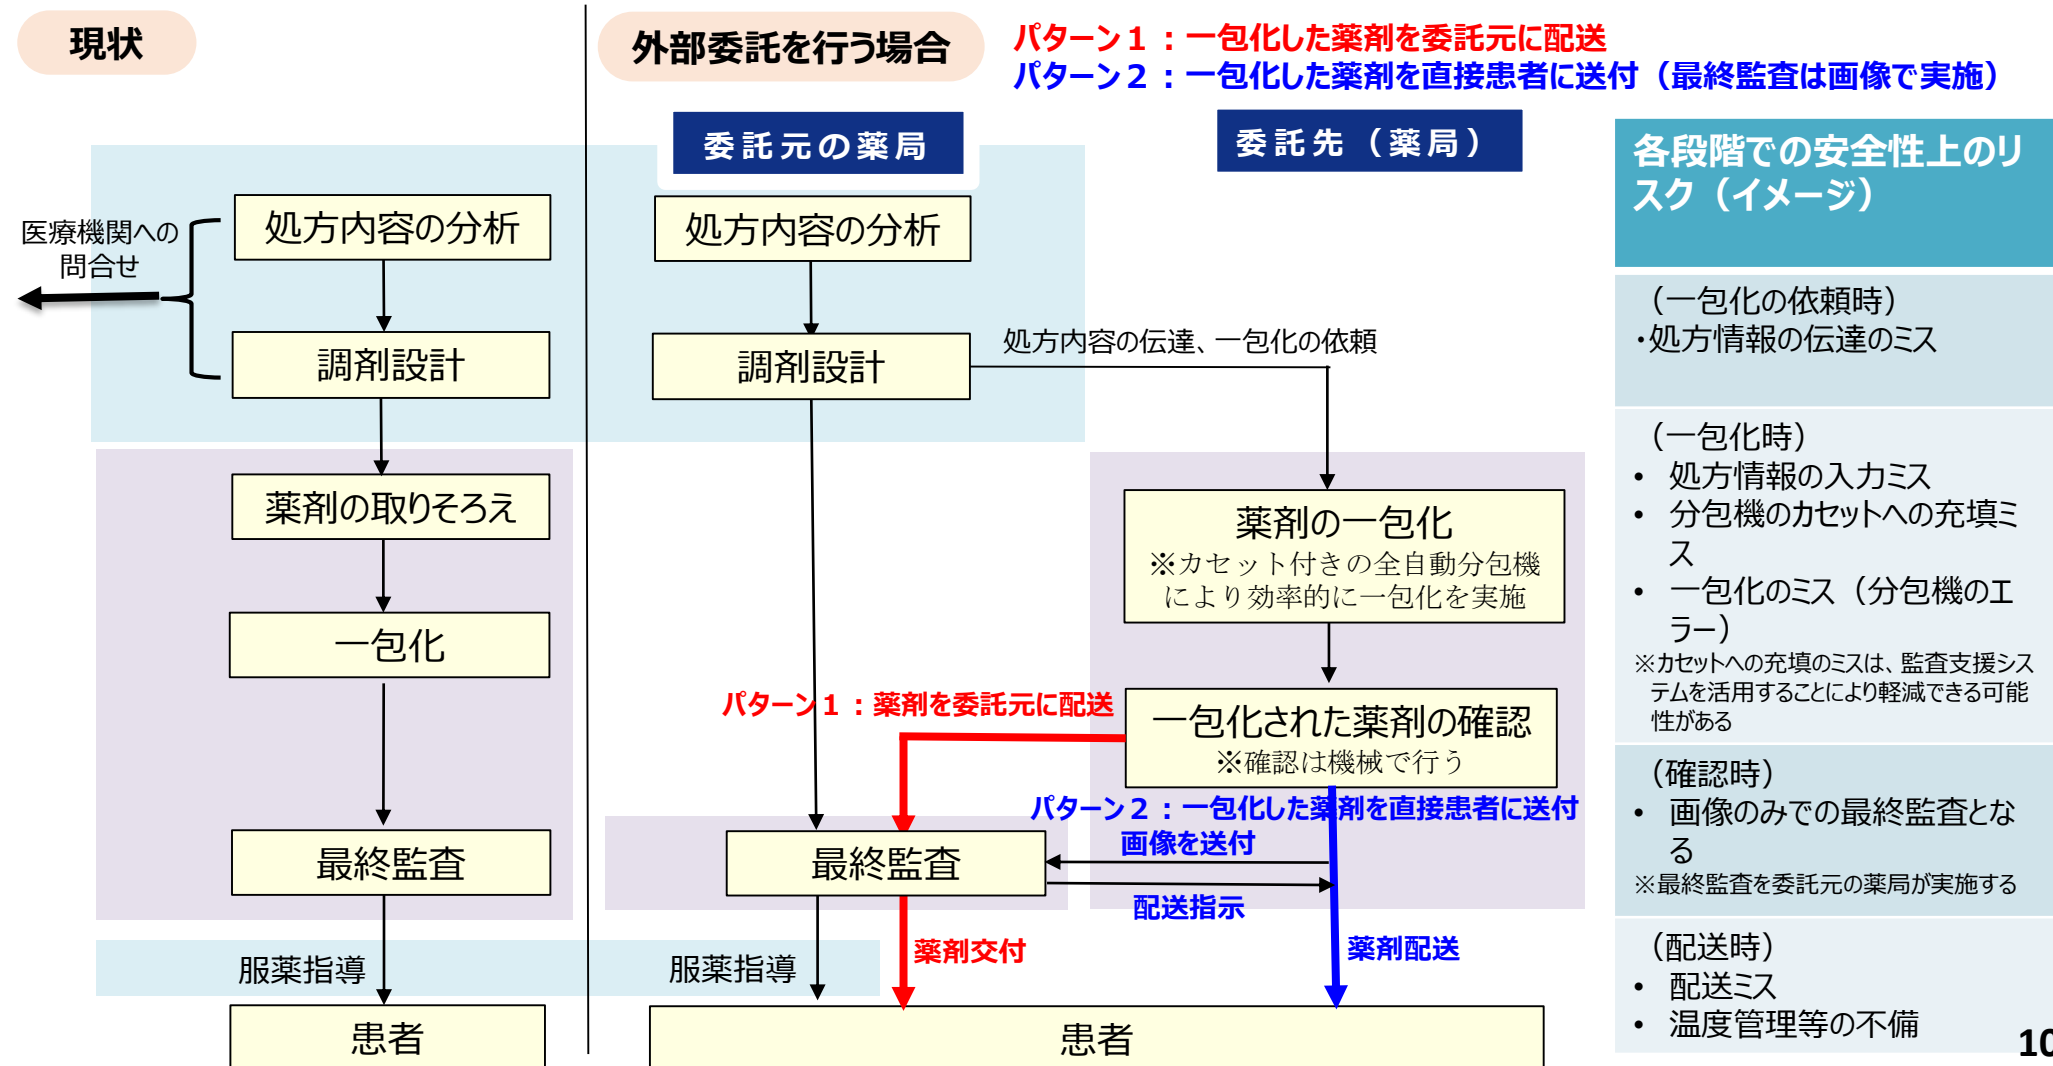 現状
外部委託を行う場合
パターン１：一包化した薬剤を委託元に配送
パターン２：一包化した薬剤を直接患者に送付（最終監査は画像で実施）
委託元の薬局
委託先（薬局）
医療機関への
問合せ
処方内容の分析
調剤設計
薬剤の取りそろえ
一包化
最終監査
服薬指導
患者
処方内容の分析
調剤設計
処方内容の伝達、一包化の依頼
薬剤の一包化
※カセット付きの全自動分包機
により効率的に一包化を実施
パターン１：薬剤を委託元に配送
一包化された薬剤の確認
※確認は機械で行う
パターン２：一包化した薬剤を直接患者に送付
画像を送付
最終監査
配送指示
服薬指導
薬剤交付
薬剤配送
患者
各段階での安全性上のリ
スク（イメージ）
（一包化の依頼時）
・処方情報の伝達のミス
（一包化時）
• 処方情報の入力ミス
• 分包機のカセットへの充填ミ
ス
• 一包化のミス（分包機のエ
ラー）
※カセットへの充填のミスは、監査支援シス
テムを活用することにより軽減できる可能
性がある
（確認時）
• 画像のみでの最終監査とな
る
※最終監査を委託元の薬局が実施する
（配送時）
• 配送ミス
• 温度管理等の不備
10